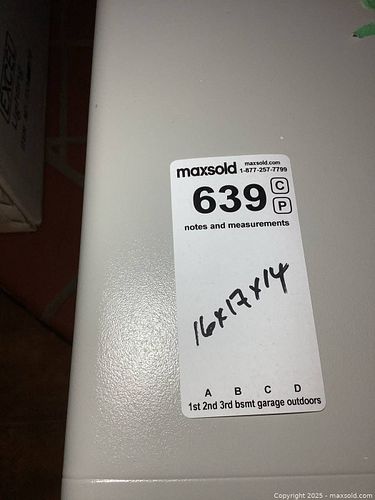 maxsold
maxsold.com
1-877-257-7799
639 C
P
notes and measurements
16x17x14
A B C D
1st 2nd 3rd bsmt garage outdoors
Copyright 2025 - maxsold.com